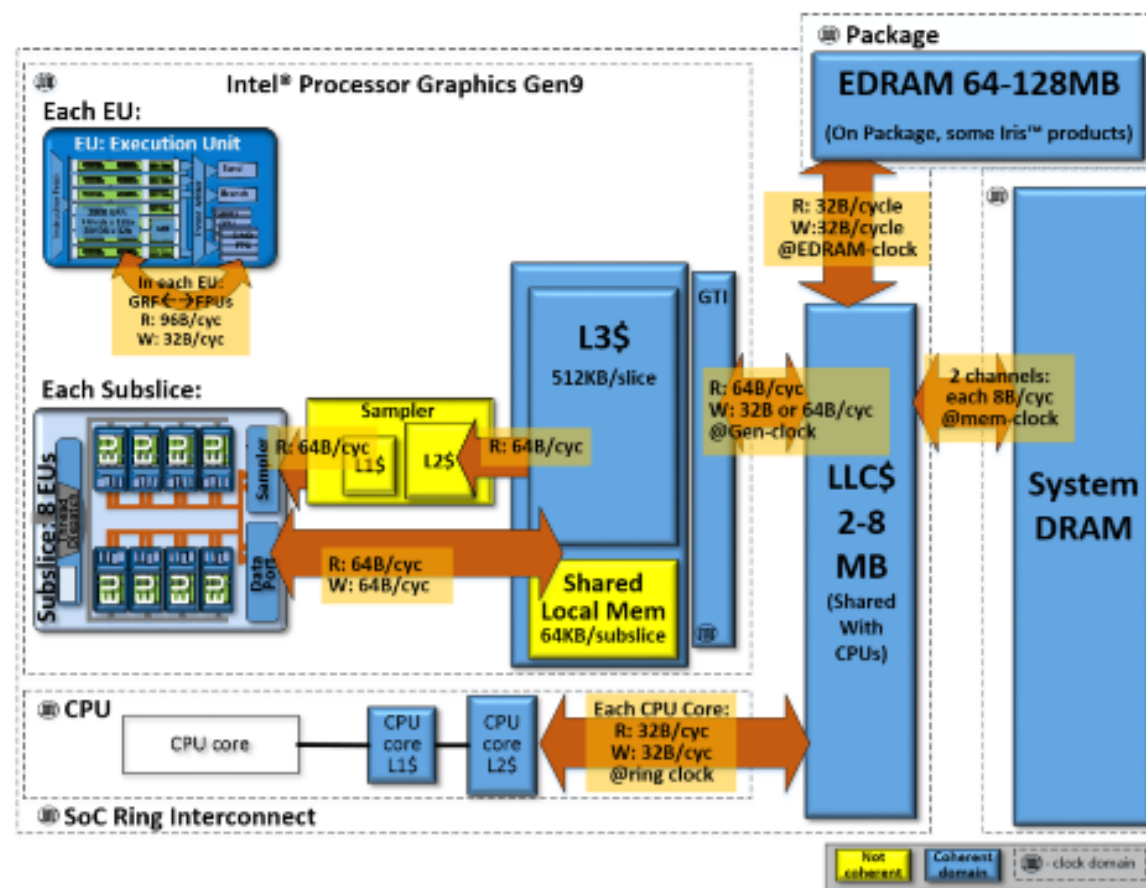 Package
EDRAM 64-128MB
(On Package, some Iris™ products)
Intel® Processor Graphics Gen9
Each EU:
EU: Execution Unit
Send
Branch
In each EU:
GRF←→FPUs
R: 96B/cyc
W: 32B/cyc
R: 32B/cycle
W:32B/cycle
@EDRAM-clock
L3$
512KB/slice
GTI
R: 64B/cyc
W: 32B or 64B/cyc
@Gen-clock
2 channels:
each 8B/cyc
@mem-clock
Each Subslice:
Subslice: 8 EUs
Thread
Dispatch
EU
EU
EU
EU
EU
EU
EU
EU
Sampler
Data
Port
R: 64B/cyc
Sampler
L1$
L2$
R: 64B/cyc
R: 64B/cyc
W: 64B/cyc
Shared
Local Mem
64KB/subslice
LLC$
2-8
MB
(Shared
With
CPUs)
System
DRAM
CPU
CPU core
CPU
core
L1$
CPU
core
L2$
Each CPU Core:
R: 32B/cyc
W: 32B/cyc
@ring clock
SoC Ring Interconnect
Not
coherent
Coherent
domain
- clock domain